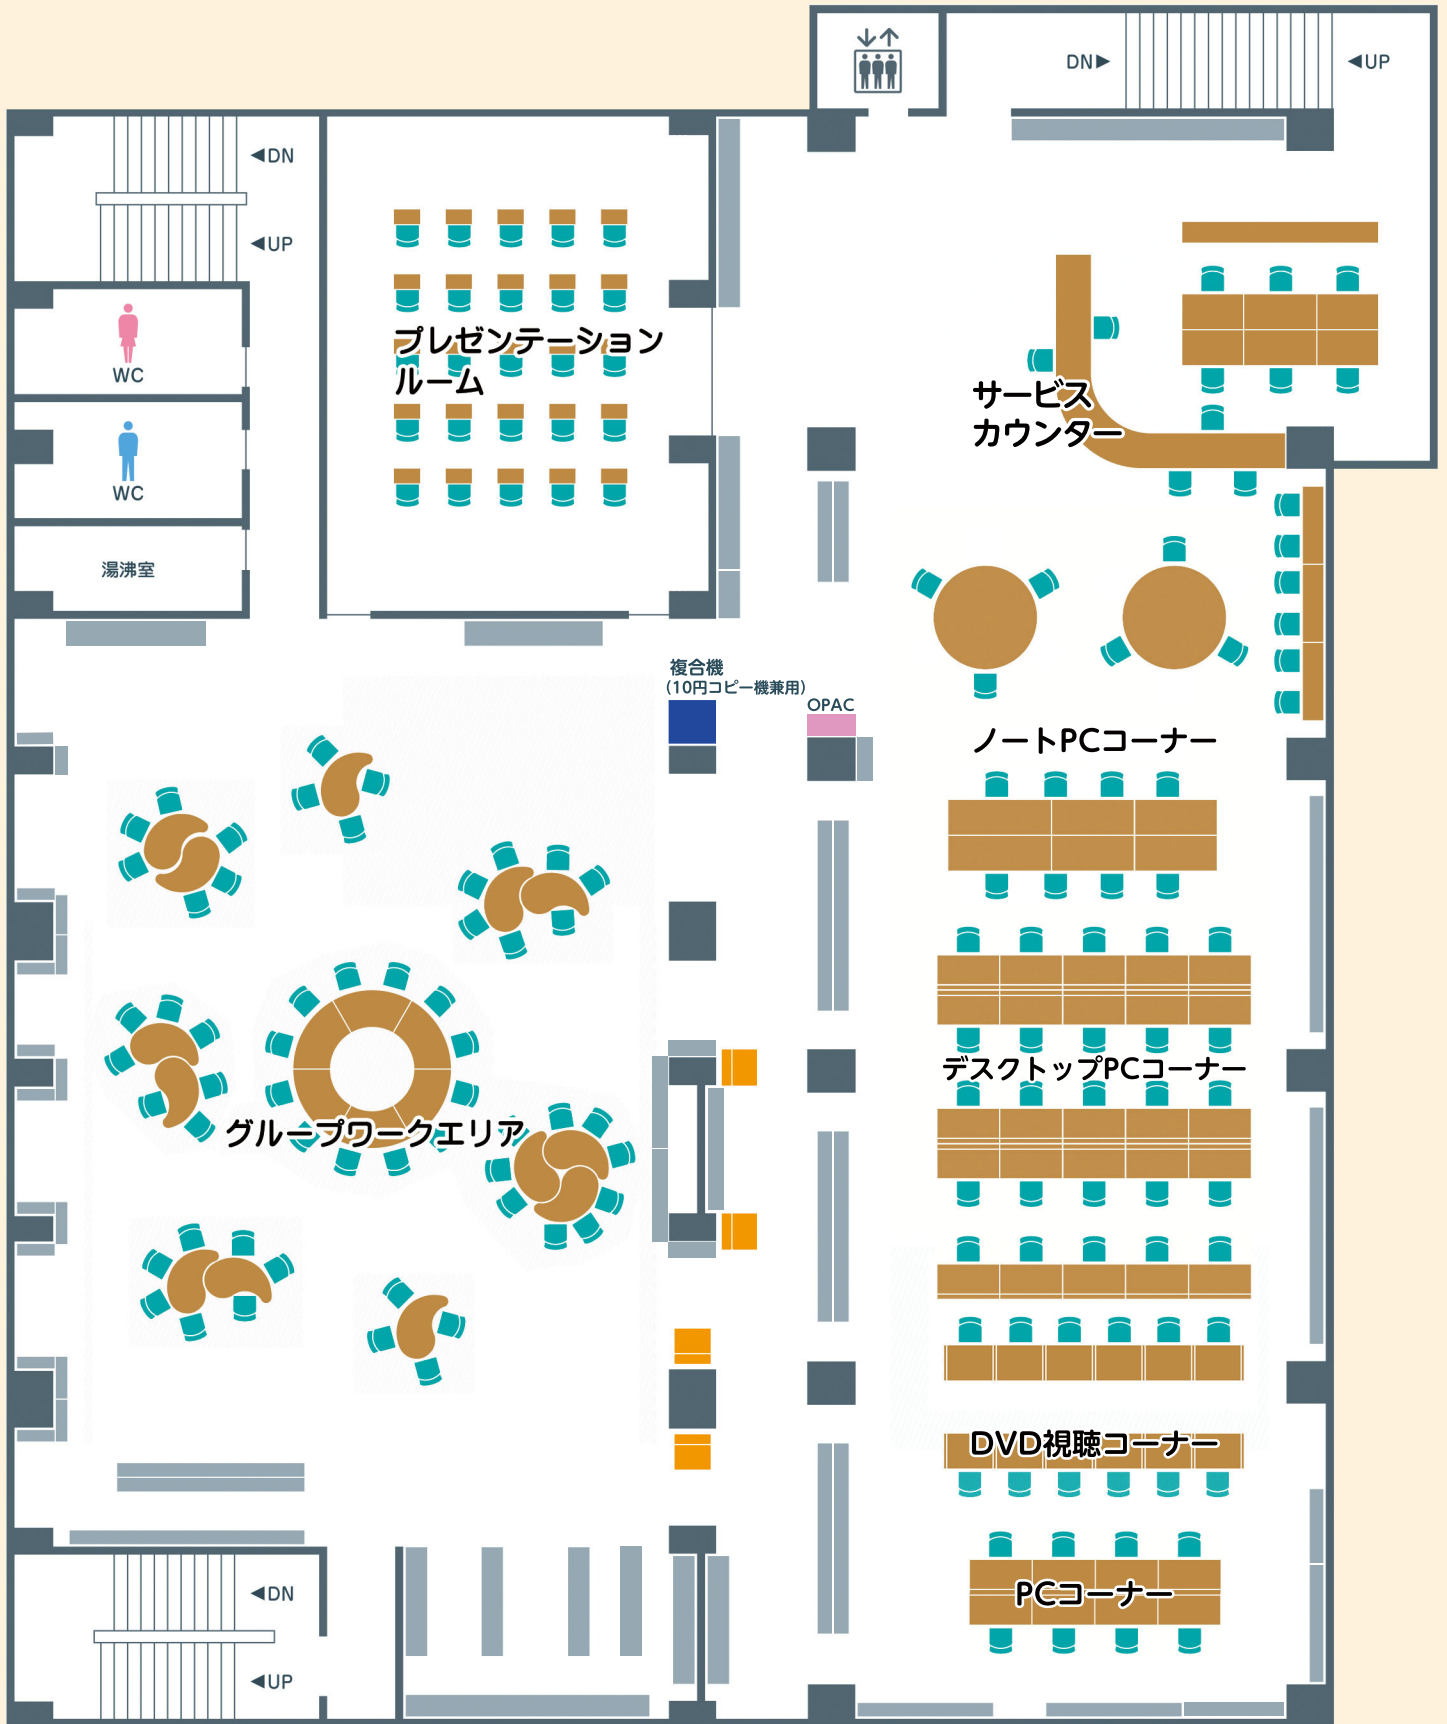 DN▶
◀UP
◀DN
◀UP
WC
WC
湯沸室
プレゼンテーション
ルーム
サービス
カウンター
複合機
（10円コピー機兼用）
OPAC
ノートPCコーナー
デスクトップPCコーナー
グループワークエリア
DVD視聴コーナー
PCコーナー
◀DN
◀UP